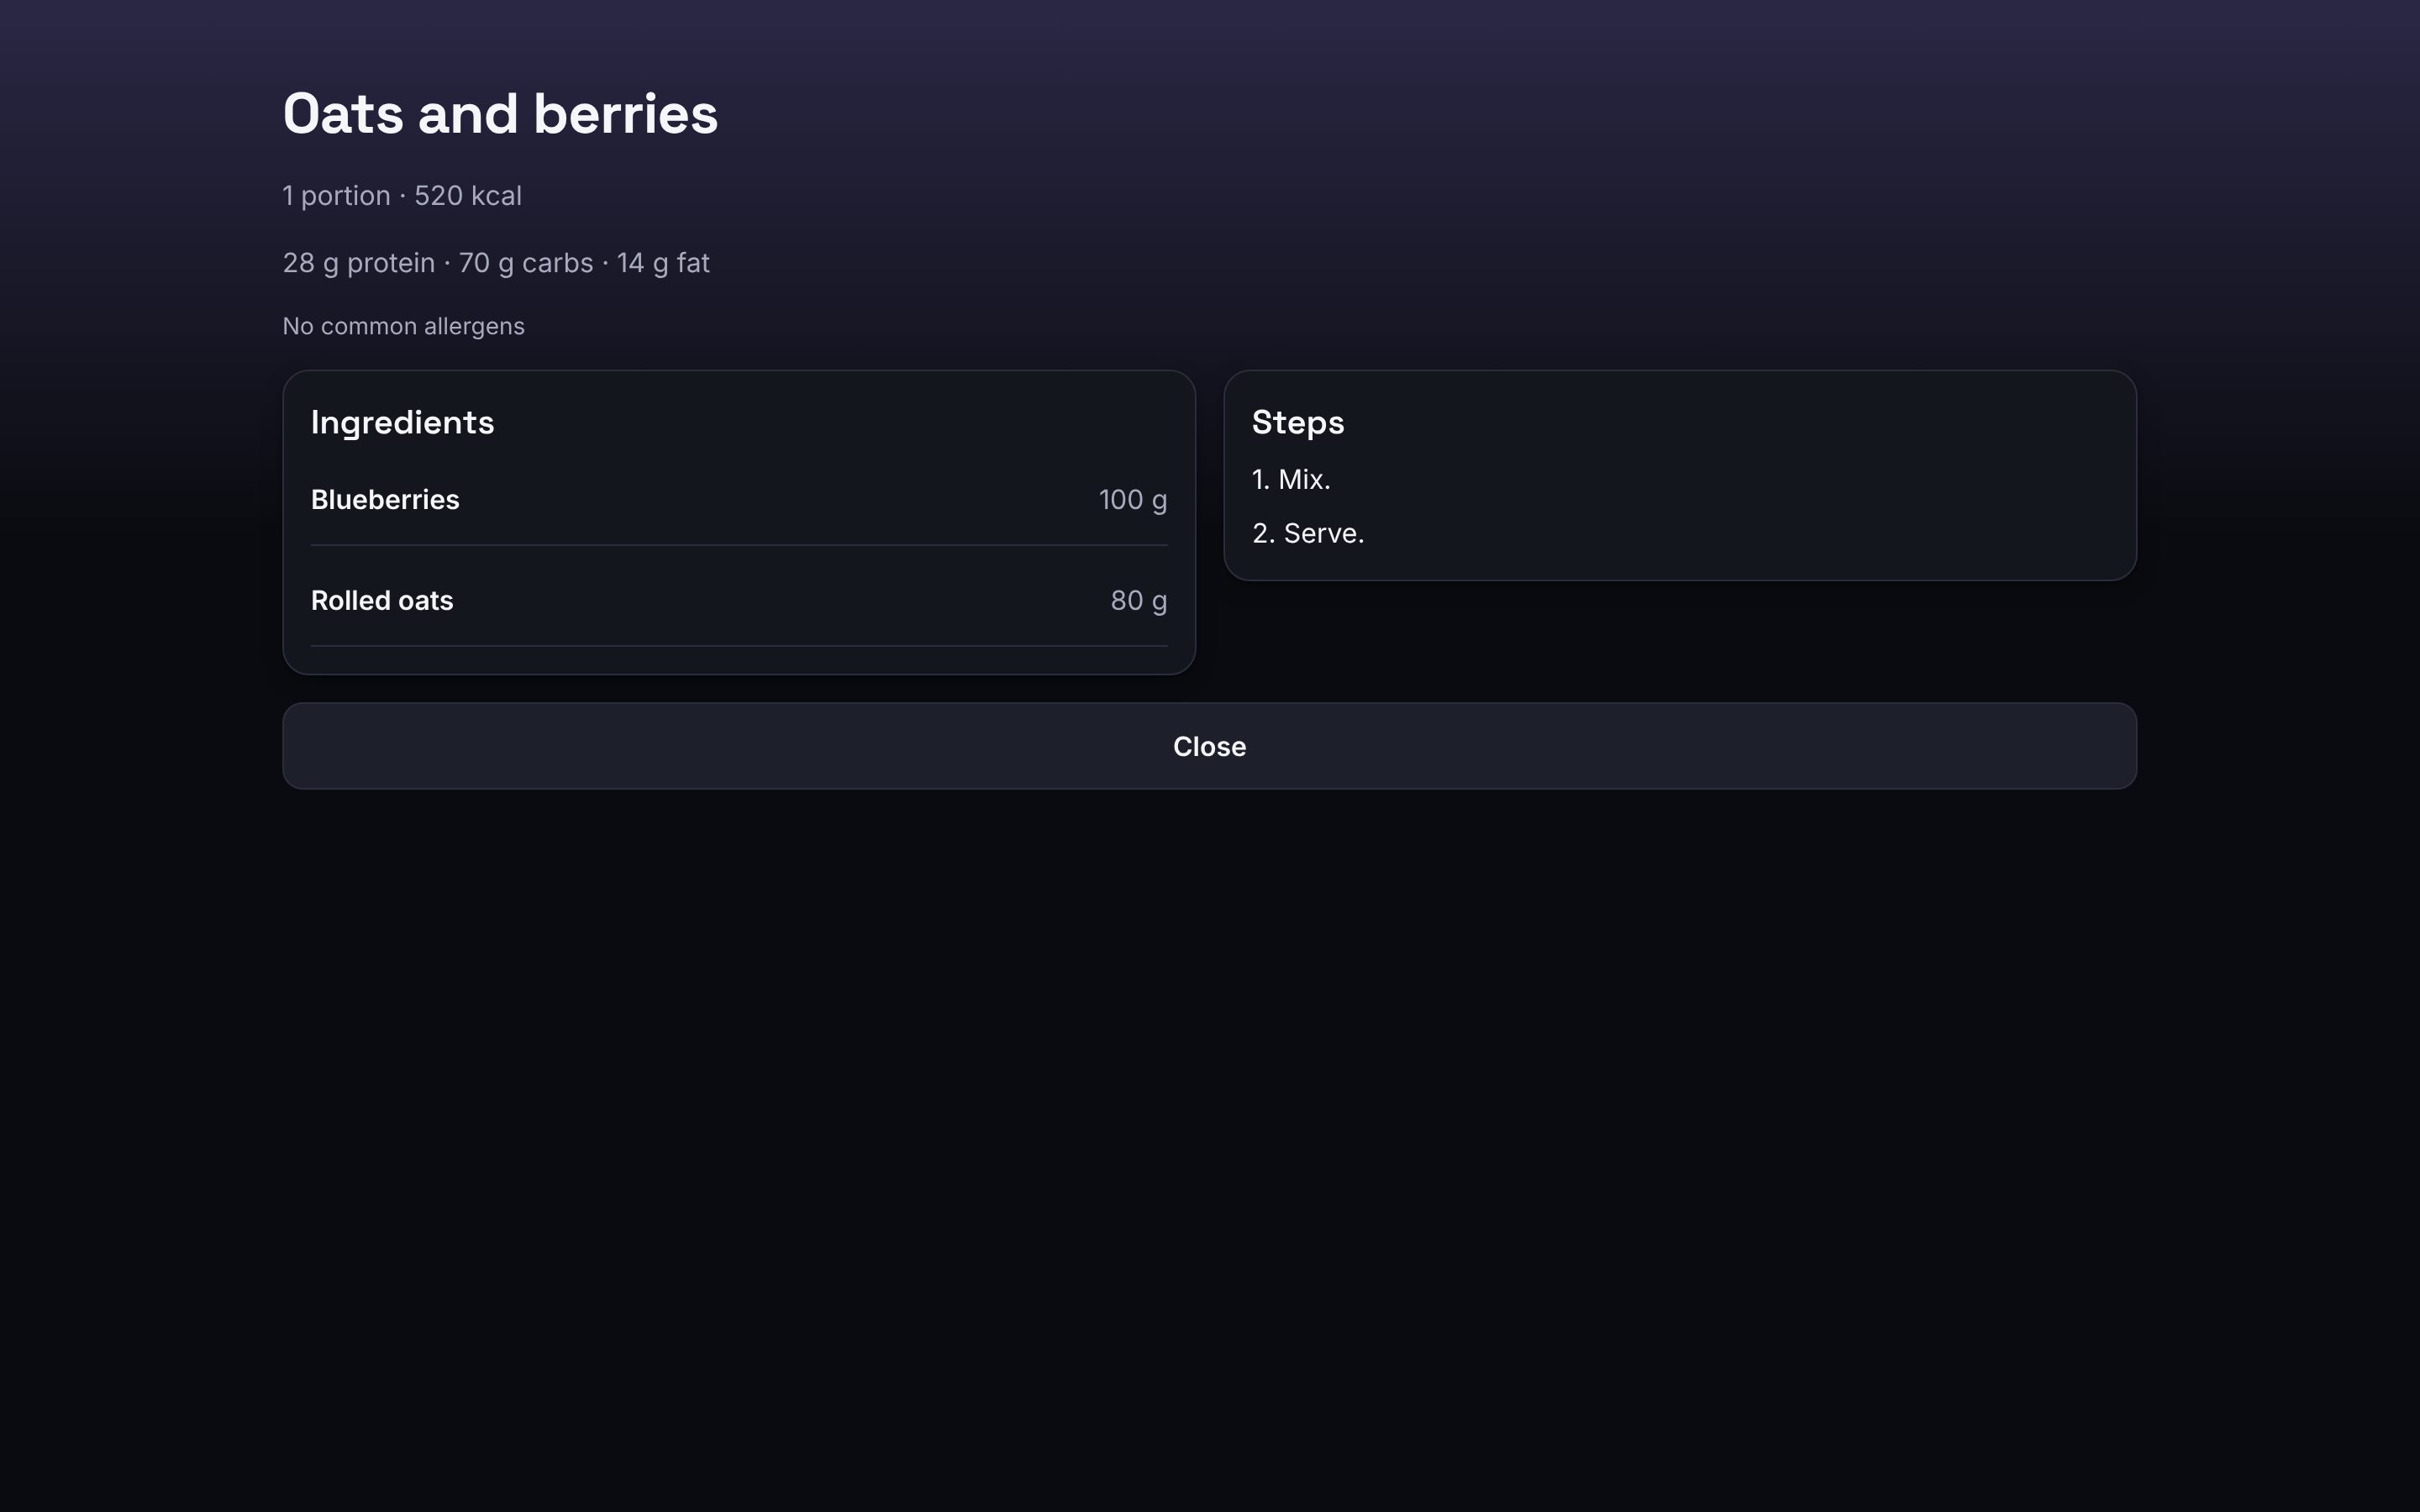 Oats and berries
1 portion · 520 kcal
28 g protein · 70 g carbs · 14 g fat
No common allergens
Ingredients
Blueberries 100 g
Rolled oats 80 g
Steps
1. Mix.
2. Serve.
Close